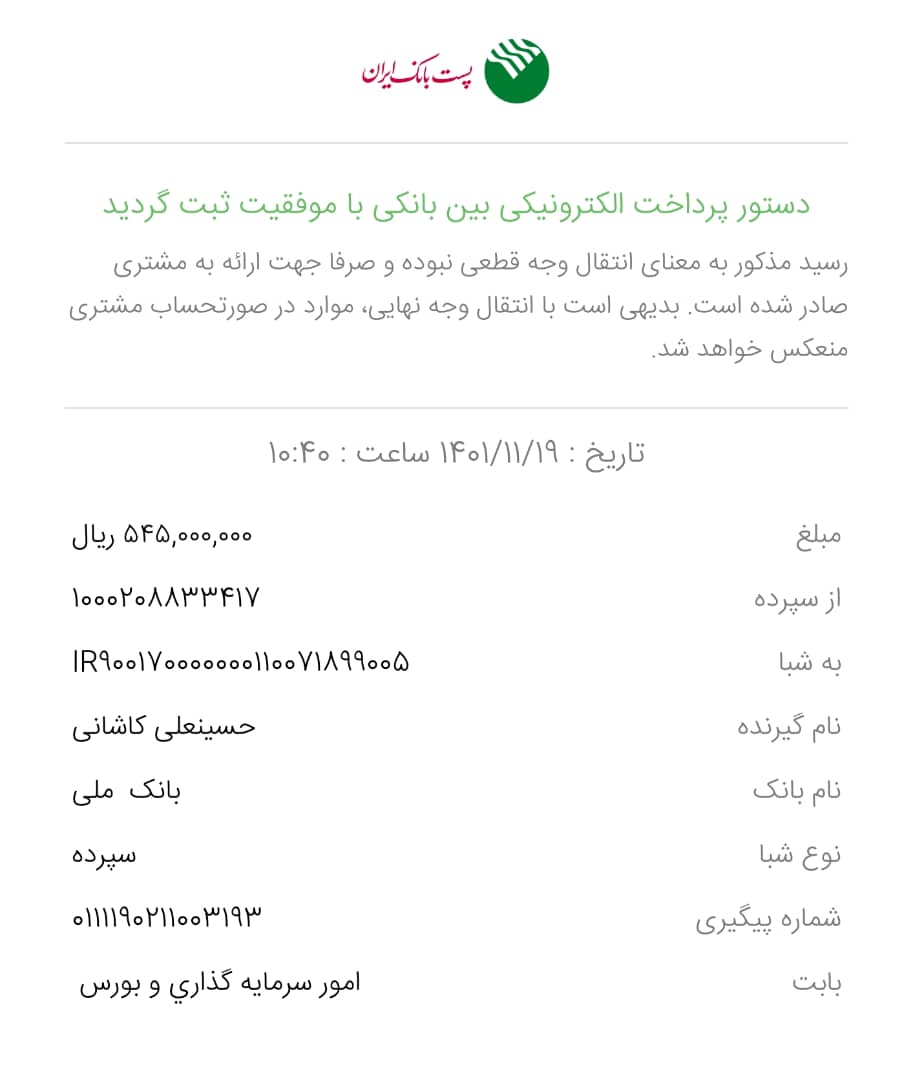 پست بانک ایران
دستور پرداخت الکترونیکی بین بانکی با موفقیت ثبت گردید
رسید مذکور به معنای انتقال وجه قطعی نبوده و صرفا جهت ارائه به مشتری
صادر شده است. بدیهی است با انتقال وجه نهایی، موارد در صورتحساب مشتری
منعکس خواهد شد.
تاریخ : ۱۴۰۱/۱۱/۱۹ ساعت : ۱۰:۴۰
مبلغ ۵۴۵,۰۰۰,۰۰۰ ریال
از سپرده ۱۰۰۰۲۰۸۸۳۳۴۱۷
به شبا IR۹۰۰۱۷۰۰۰۰۰۰۰۱۱۰۰۷۱۸۹۹۰۰۵
نام گیرنده حسینعلی کاشانی
نام بانک بانک ملی
نوع شبا سپرده
شماره پیگیری ۰۱۱۱۱۹۰۲۱۱۰۰۳۱۹۳
بابت امور سرمایه گذاري و بورس